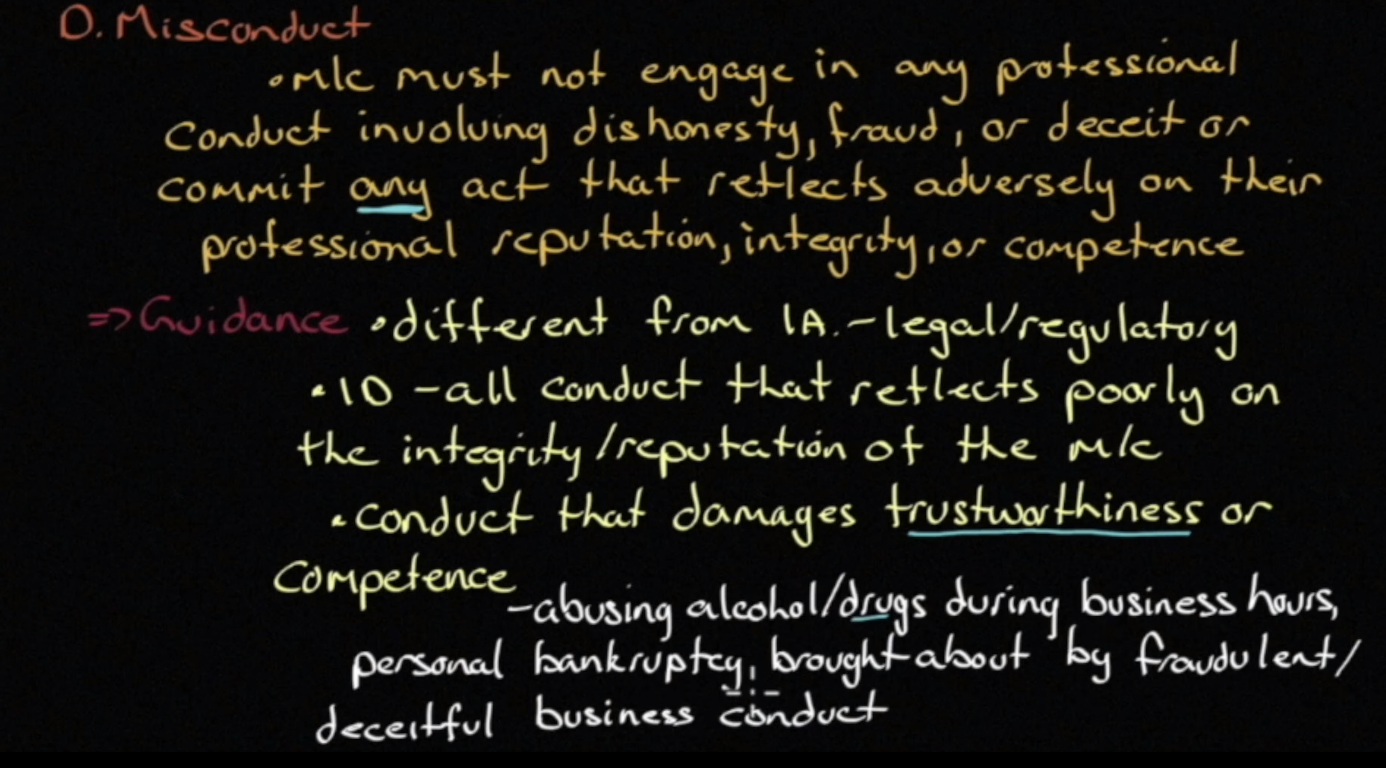 D. Misconduct
• M/c must not engage in any professional
conduct involving dishonesty, fraud, or deceit or
commit any act that reflects adversely on their
professional reputation, integrity, or competence
=> Guidance • different from 1A. - legal/regulatory
• 1D - all conduct that reflects poorly on
the integrity/reputation of the M/c
• conduct that damages trustworthiness or
competence
- abusing alcohol/drugs during business hours,
personal bankruptcy, brought about by fraudulent/
deceitful business conduct